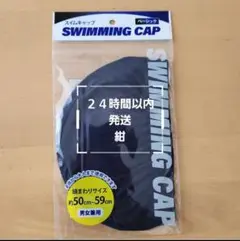 スイムキャップ
ベーシック
SWIMMING CAP
24時間以内
発送
紺
SWIMMING CAP
頭まわりサイズ
約50cm~59cm
男女兼用